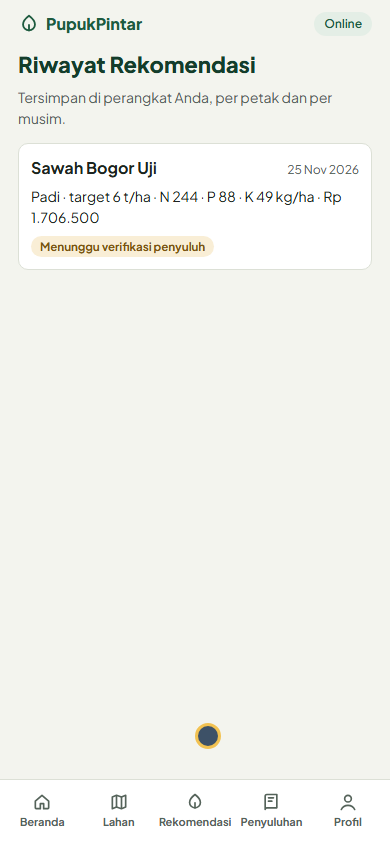 PupukPintar
Online
Riwayat Rekomendasi
Tersimpan di perangkat Anda, per petak dan per
musim.
Sawah Bogor Uji
25 Nov 2026
Padi · target 6 t/ha · N 244 · P 88 · K 49 kg/ha · Rp
1.706.500
Menunggu verifikasi penyuluh
Beranda
Lahan
Rekomendasi
Penyuluhan
Profil